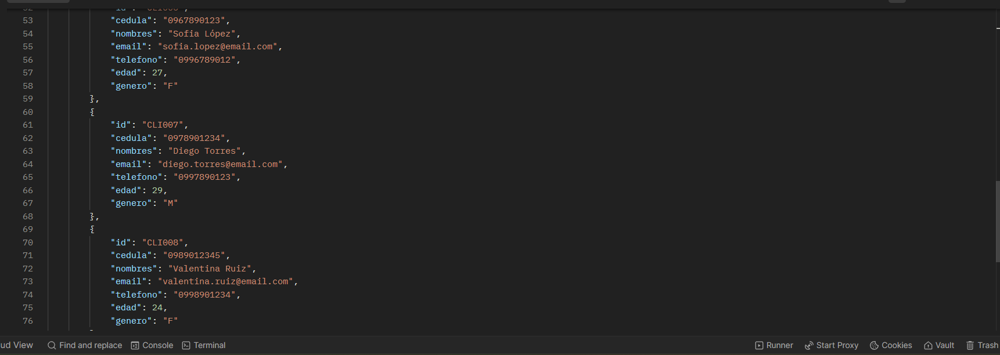 52 "id": "CLI006",
53 "cedula": "0967890123",
54 "nombres": "Sofia López",
55 "email": "sofia.lopez@email.com",
56 "telefono": "0996789012",
57 "edad": 27,
58 "genero": "F"
59 },
60 {
61 "id": "CLI007",
62 "cedula": "0978901234",
63 "nombres": "Diego Torres",
64 "email": "diego.torres@email.com",
65 "telefono": "0997890123",
66 "edad": 29,
67 "genero": "M"
68 },
69 {
70 "id": "CLI008",
71 "cedula": "0989012345",
72 "nombres": "Valentina Ruiz",
73 "email": "valentina.ruiz@email.com",
74 "telefono": "0998901234",
75 "edad": 24,
76 "genero": "F"
ud View Find and replace Console Terminal Runner Start Proxy Cookies Vault Trash